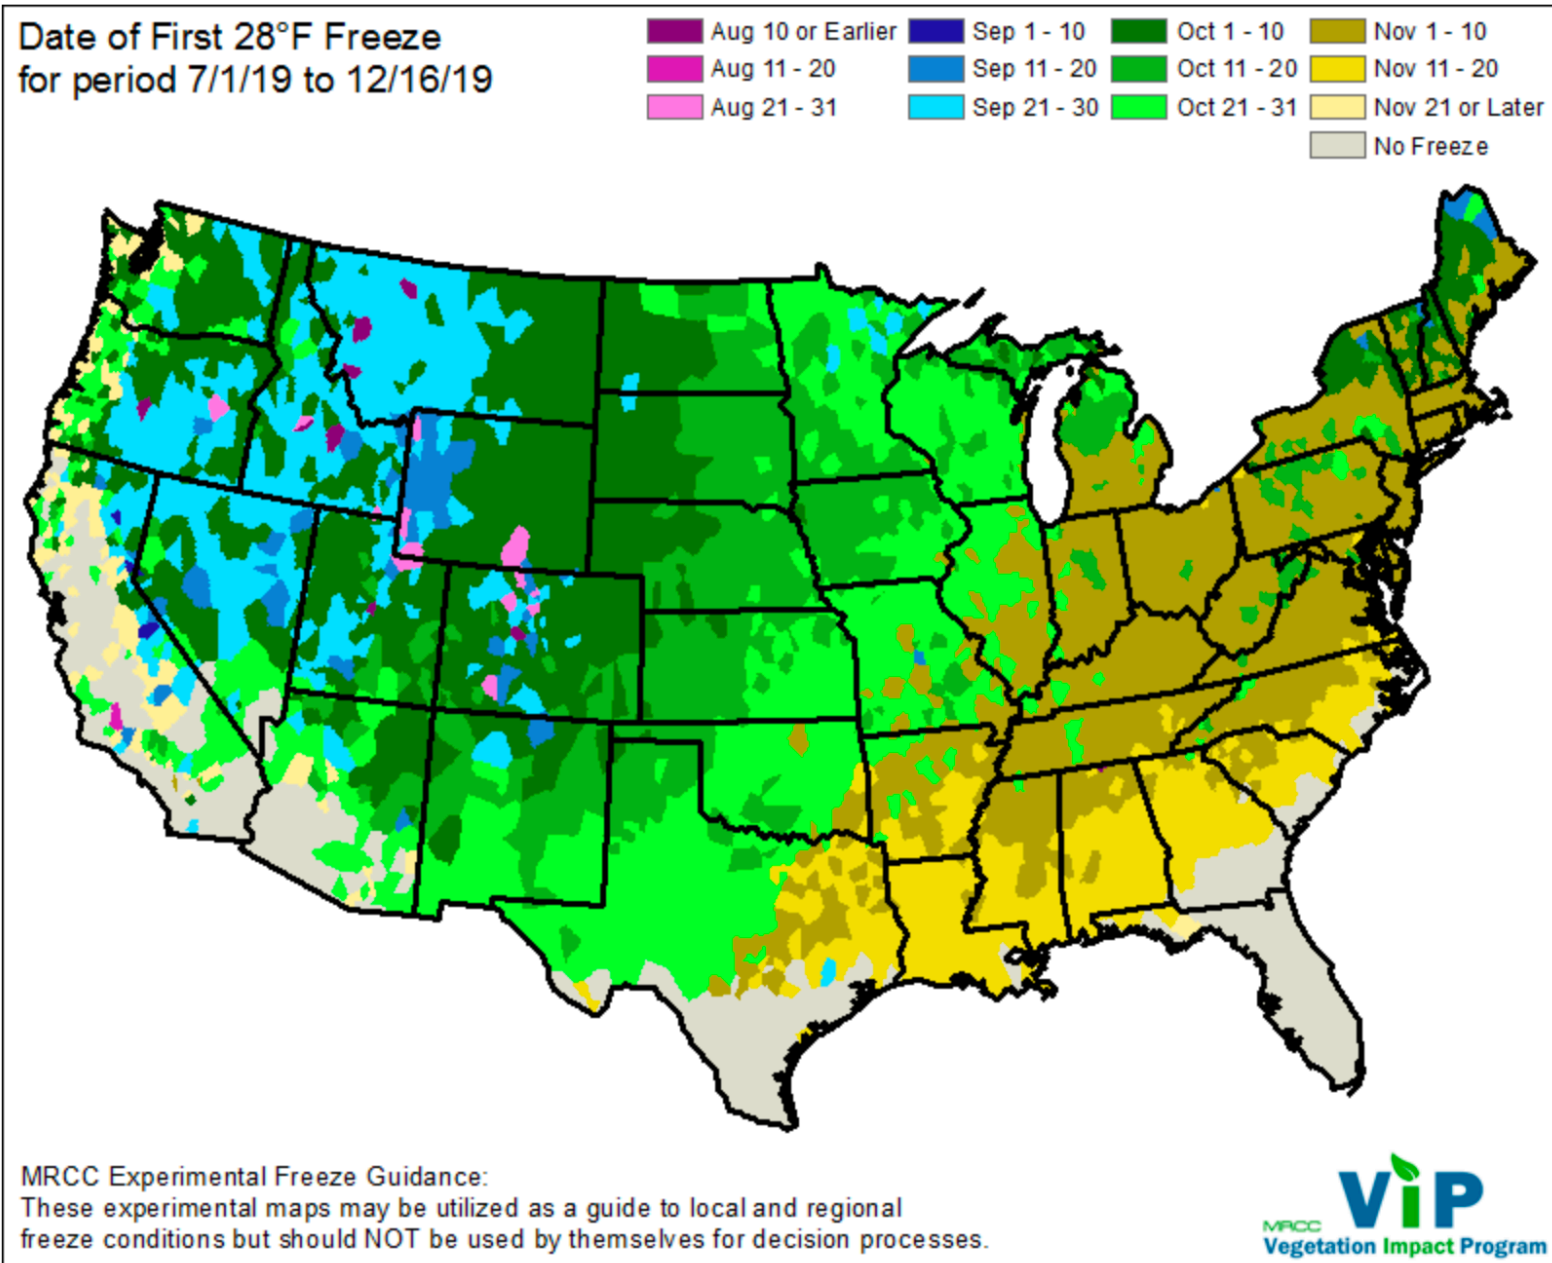 Date of First 28°F Freeze
for period 7/1/19 to 12/16/19
Aug 10 or Earlier
Aug 11 - 20
Aug 21 - 31
Sep 1 - 10
Sep 11 - 20
Sep 21 - 30
Oct 1 - 10
Oct 11 - 20
Oct 21 - 31
Nov 1 - 10
Nov 11 - 20
Nov 21 or Later
No Freeze
MRCC Experimental Freeze Guidance:
These experimental maps may be utilized as a guide to local and regional
freeze conditions but should NOT be used by themselves for decision processes.
MRCC ViP
Vegetation Impact Program